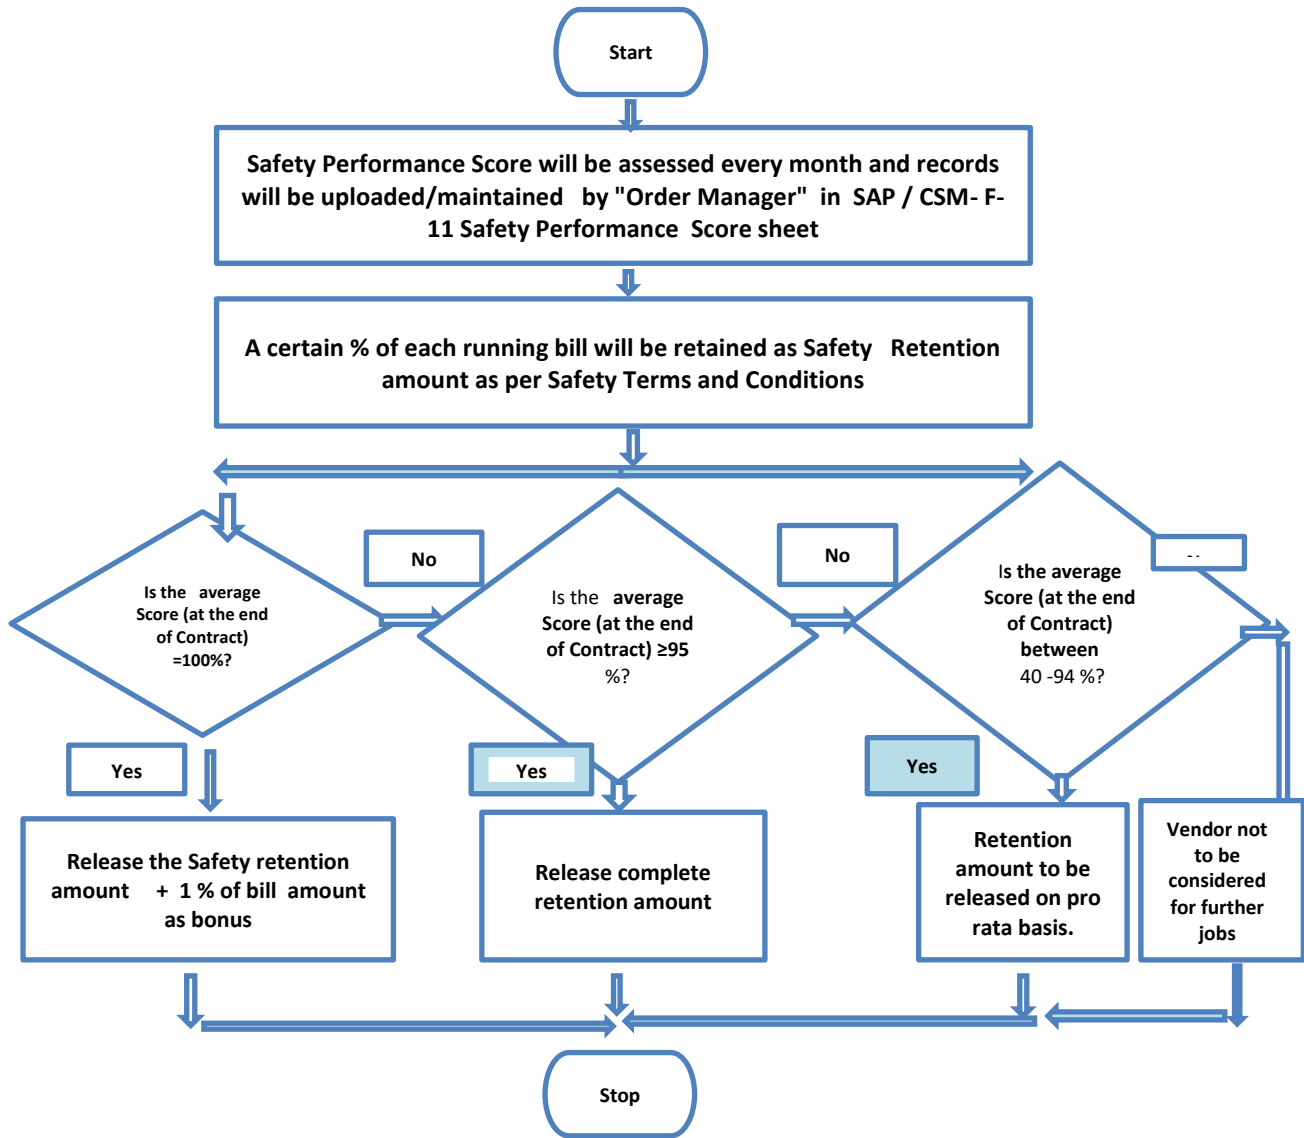 Start
Safety Performance Score will be assessed every month and records
will be uploaded/maintained by "Order Manager" in SAP / CSM- F-
11 Safety Performance Score sheet
A certain % of each running bill will be retained as Safety Retention
amount as per Safety Terms and Conditions
Is the average
Score (at the end
of Contract)
=100%?
No
Is the average
Score (at the end
of Contract) ≥95
%?
No
Is the average
Score (at the end
of Contract)
between
40 -94 %?
Yes
Yes
Yes
Release the Safety retention
amount + 1 % of bill amount
as bonus
Release complete
retention amount
Retention
amount to be
released on pro
rata basis.
Vendor not
to be
considered
for further
jobs
Stop